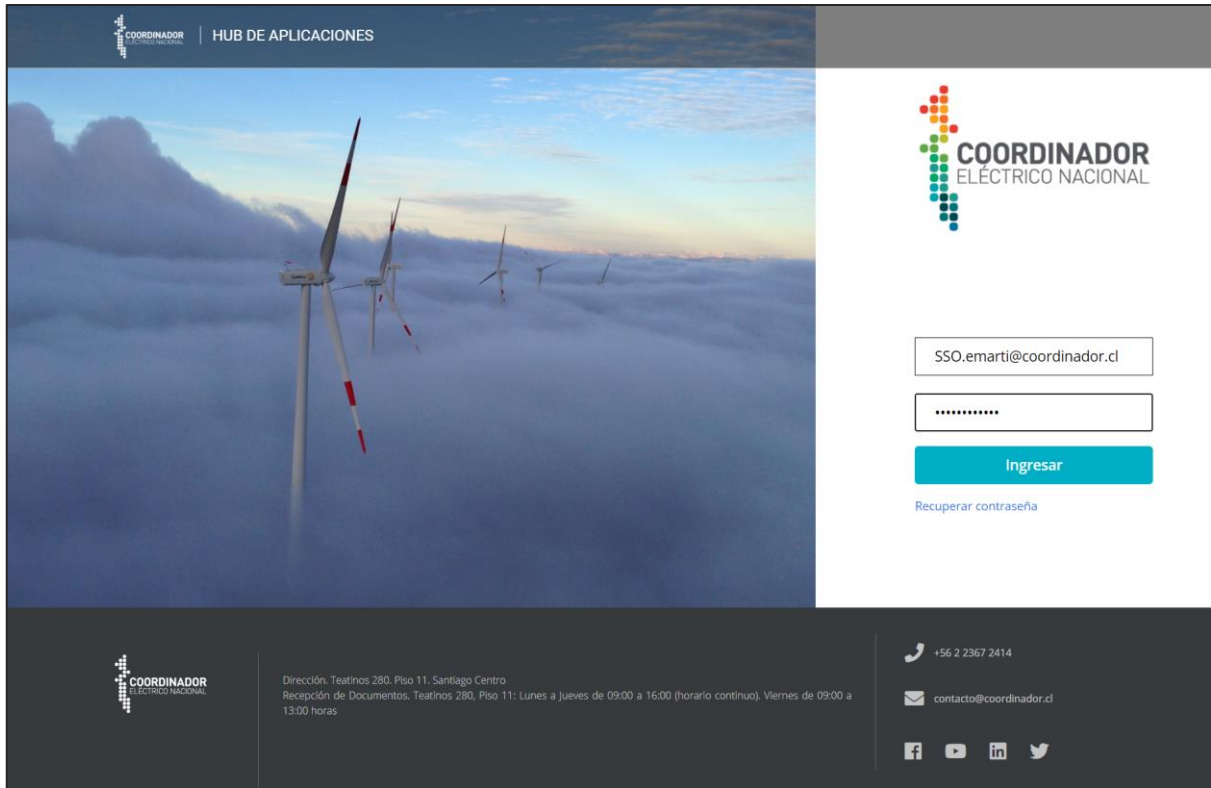 COORDINADOR
ELÉCTRICO NACIONAL
HUB DE APLICACIONES
COORDINADOR
ELÉCTRICO NACIONAL
SSO.emarti@coordinador.cl
••••••••••••
Ingresar
Recuperar contraseña
COORDINADOR
ELÉCTRICO NACIONAL
Dirección. Teatinos 280. Piso 11. Santiago Centro
Recepción de Documentos. Teatinos 280, Piso 11: Lunes a Jueves de 09:00 a 16:00 (horario continuo). Viernes de 09:00 a
13:00 horas
+56 2 2367 2414
contacto@coordinador.cl